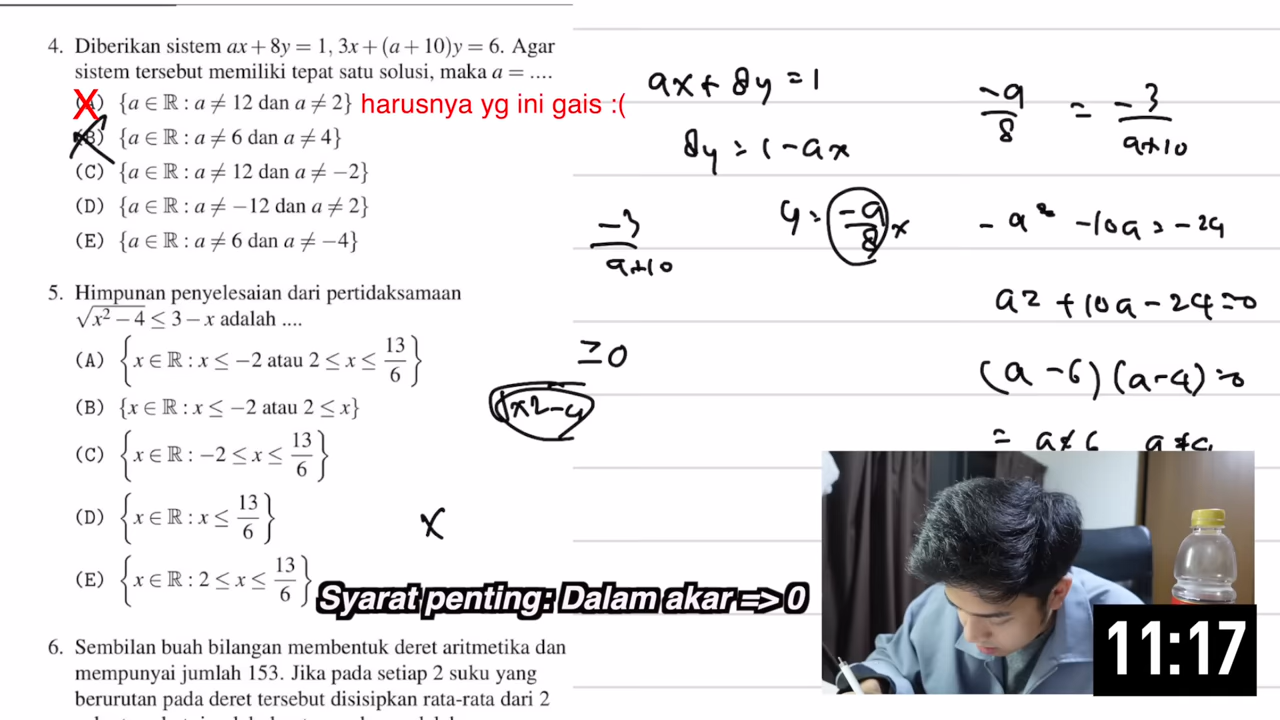 4. Diberikan sistem ax + 8y = 1, 3x + (a + 10)y = 6. Agar
sistem tersebut memiliki tepat satu solusi, maka a = ....
(A) {a ∈ ℝ : a ≠ 12 dan a ≠ 2} harusnya yg ini gais :(
(B) {a ∈ ℝ : a ≠ 6 dan a ≠ 4}
(C) {a ∈ ℝ : a ≠ 12 dan a ≠ −2}
(D) {a ∈ ℝ : a ≠ −12 dan a ≠ 2}
(E) {a ∈ ℝ : a ≠ 6 dan a ≠ −4}
5. Himpunan penyelesaian dari pertidaksamaan
√(x² − 4) ≤ 3 − x adalah ....
(A) {x ∈ ℝ : x ≤ −2 atau 2 ≤ x ≤ 13/6}
(B) {x ∈ ℝ : x ≤ −2 atau 2 ≤ x}
(C) {x ∈ ℝ : −2 ≤ x ≤ 13/6}
(D) {x ∈ ℝ : x ≤ 13/6}
(E) {x ∈ ℝ : 2 ≤ x ≤ 13/6}
6. Sembilan buah bilangan membentuk deret aritmetika dan
mempunyai jumlah 153. Jika pada setiap 2 suku yang
berurutan pada deret tersebut disisipkan rata-rata dari 2
ax + 8y = 1
8y = 1 - ax
y = -a/8 x
-3/a+10
≥0
√x2-4
x
-a/8 = -3/a+10
-a² -10a = -24
a2 +10a -24=0
(a -6) (a-4)=0
= a≠6 a≠4
Syarat penting: Dalam akar => 0
11:17